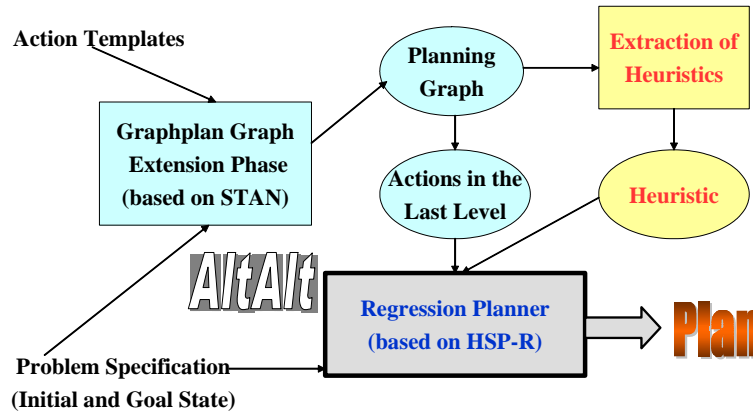 Action Templates
Planning
Graph
Extraction of
Heuristics
Graphplan Graph
Extension Phase
(based on STAN)
Actions in the
Last Level
Heuristic
AltAlt
Regression Planner
(based on HSP-R)
Plan
Problem Specification
(Initial and Goal State)